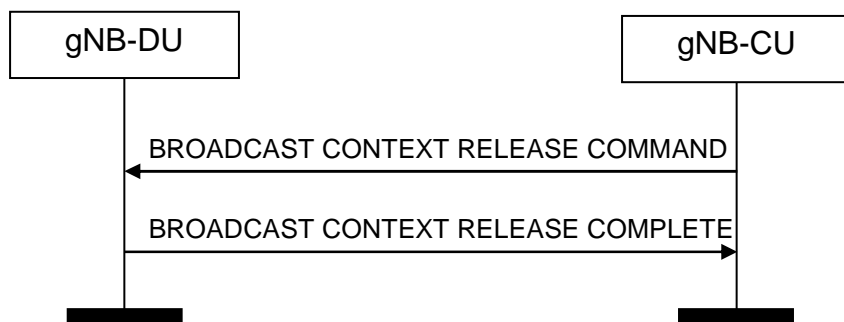 gNB-DU
gNB-CU
BROADCAST CONTEXT RELEASE COMMAND
BROADCAST CONTEXT RELEASE COMPLETE